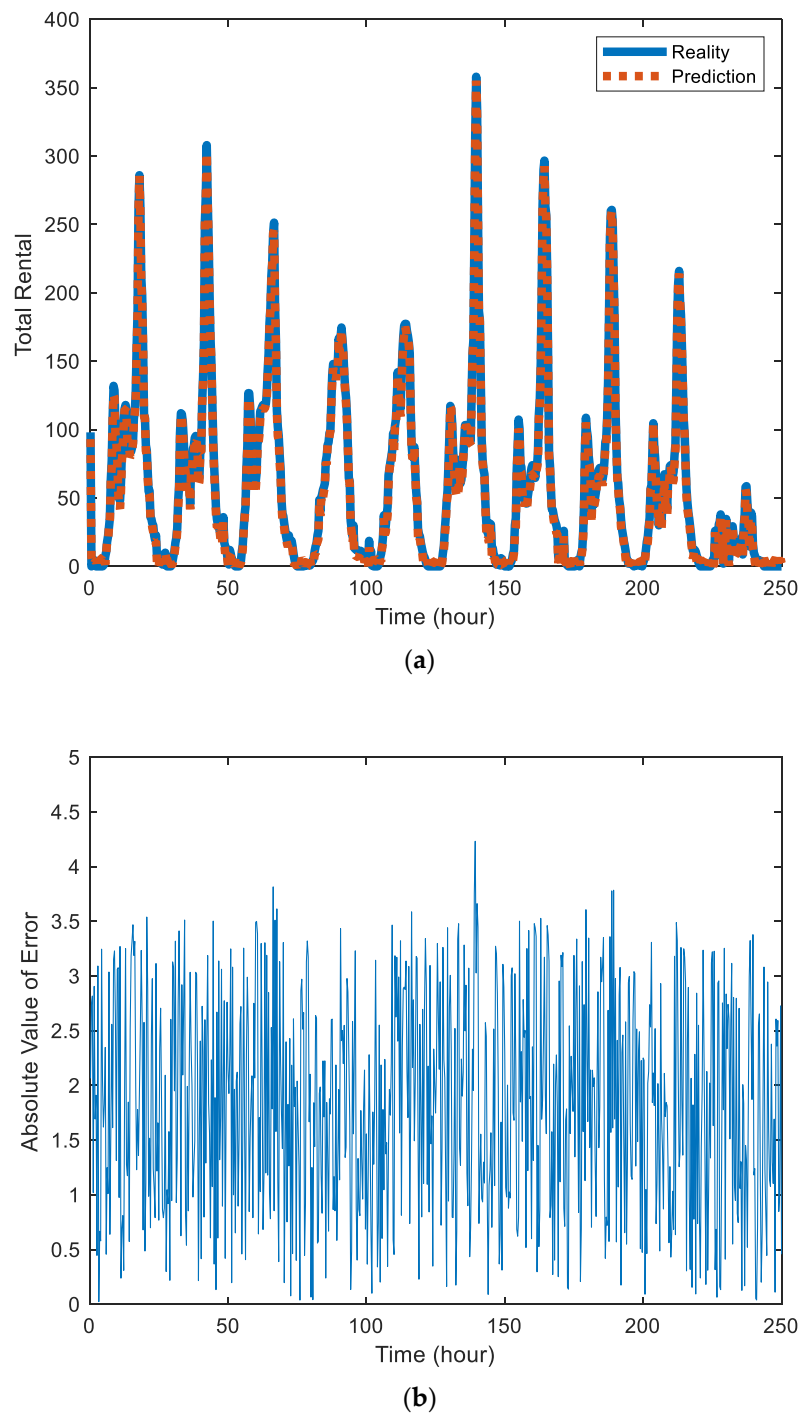 400
350
300
250
200
150
100
50
0
Total Rental
Reality
Prediction
0 50 100 150 200 250
Time (hour)
(a)
5
4.5
4
3.5
3
2.5
2
1.5
1
0.5
0
Absolute Value of Error
0 50 100 150 200 250
Time (hour)
(b)